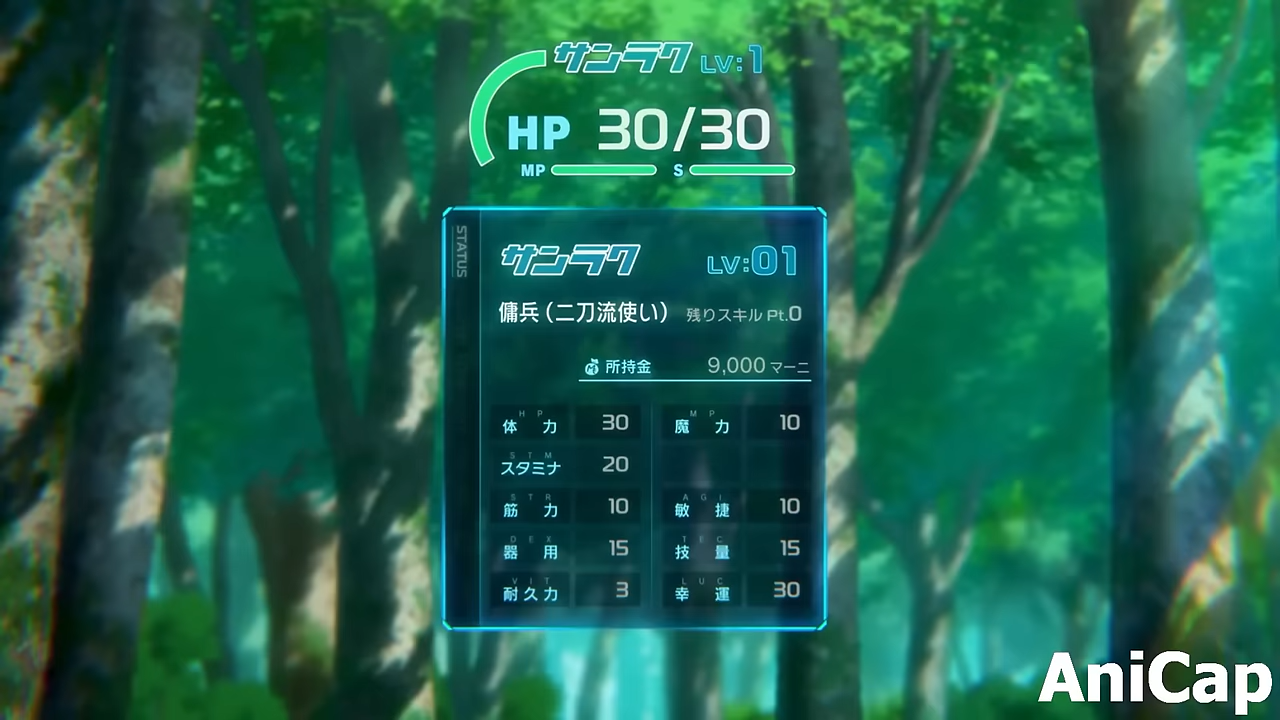 サンラク LV:1
HP 30/30
MP S
STATUS
サンラク LV:01
傭兵(二刀流使い) 残りスキル Pt.0
所持金 9,000 マーニ
HP MP
体力 30 魔力 10
STM
スタミナ 20
STR AGI
筋力 10 敏捷 10
DEX TEC
器用 15 技量 15
VIT LUC
耐久力 3 幸運 30
AniCap